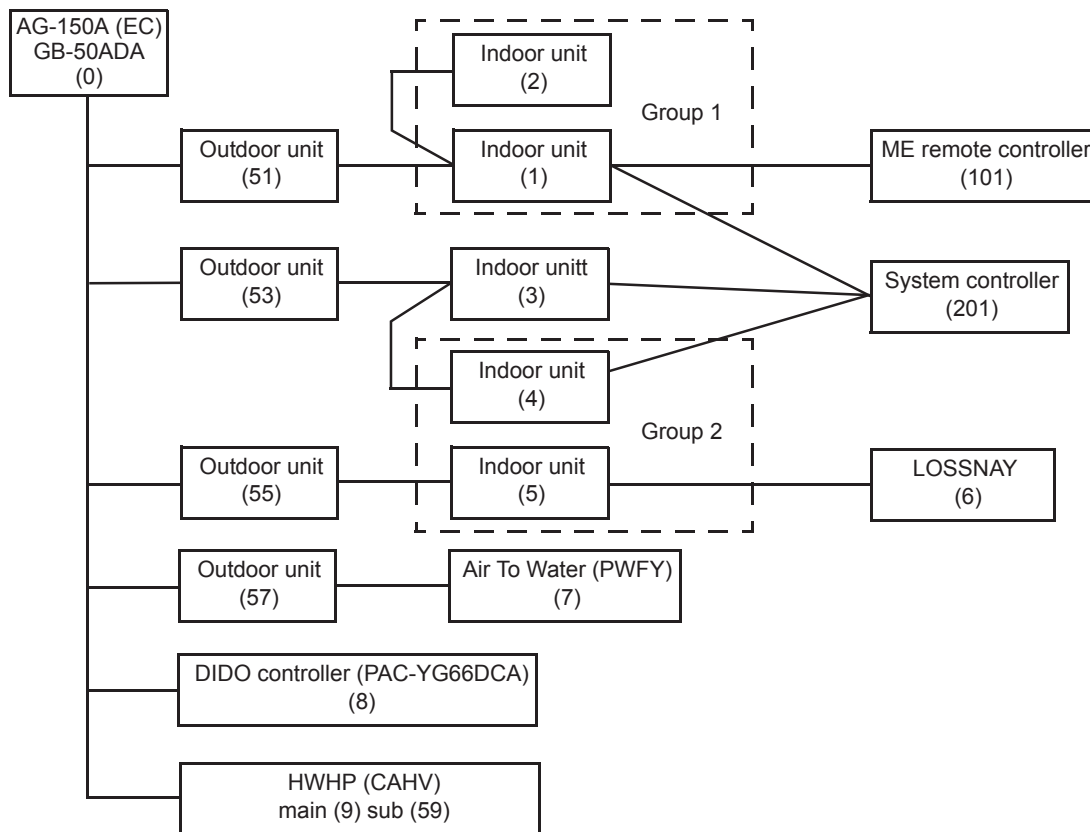 AG-150A (EC)
GB-50ADA
(0)
Indoor unit
(2)
Group 1
Outdoor unit
(51)
Indoor unit
(1)
ME remote controller
(101)
Outdoor unit
(53)
Indoor unitt
(3)
System controller
(201)
Indoor unit
(4)
Group 2
Outdoor unit
(55)
Indoor unit
(5)
LOSSNAY
(6)
Outdoor unit
(57)
Air To Water (PWFY)
(7)
DIDO controller (PAC-YG66DCA)
(8)
HWHP (CAHV)
main (9) sub (59)